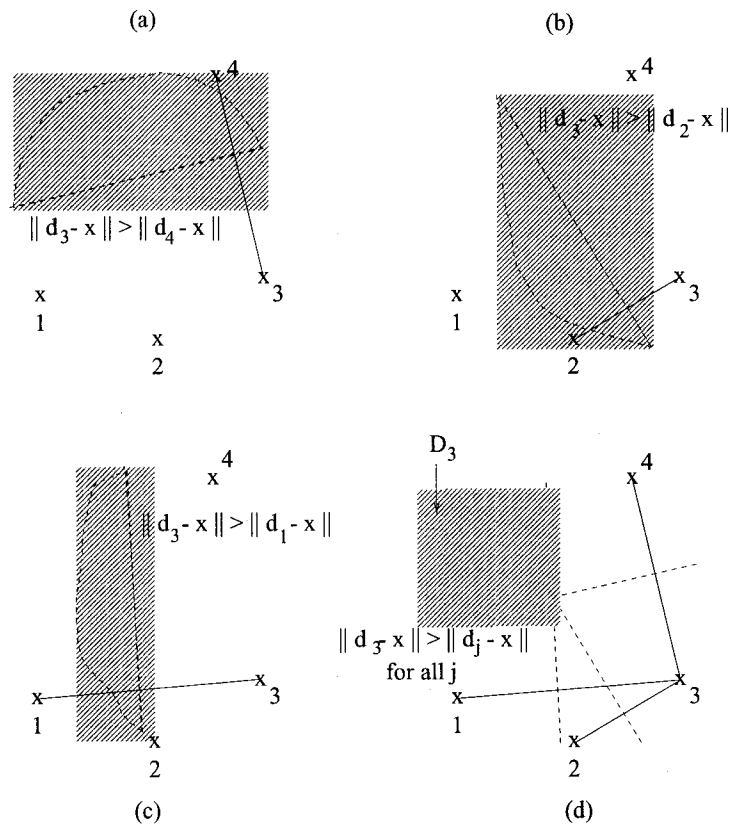 (a)
x 4
|| d3 - x || > || d4 - x ||
x 3
x
1
x
2
(b)
x 4
|| d3 - x || > || d2 - x ||
x 3
x
1
x
2
x 4
|| d3 - x || > || d1 - x ||
x 3
x
1
x
2
(c)
D3
x 4
|| d3 - x || > || dj - x ||
for all j
x 3
x
1
x
2
(d)